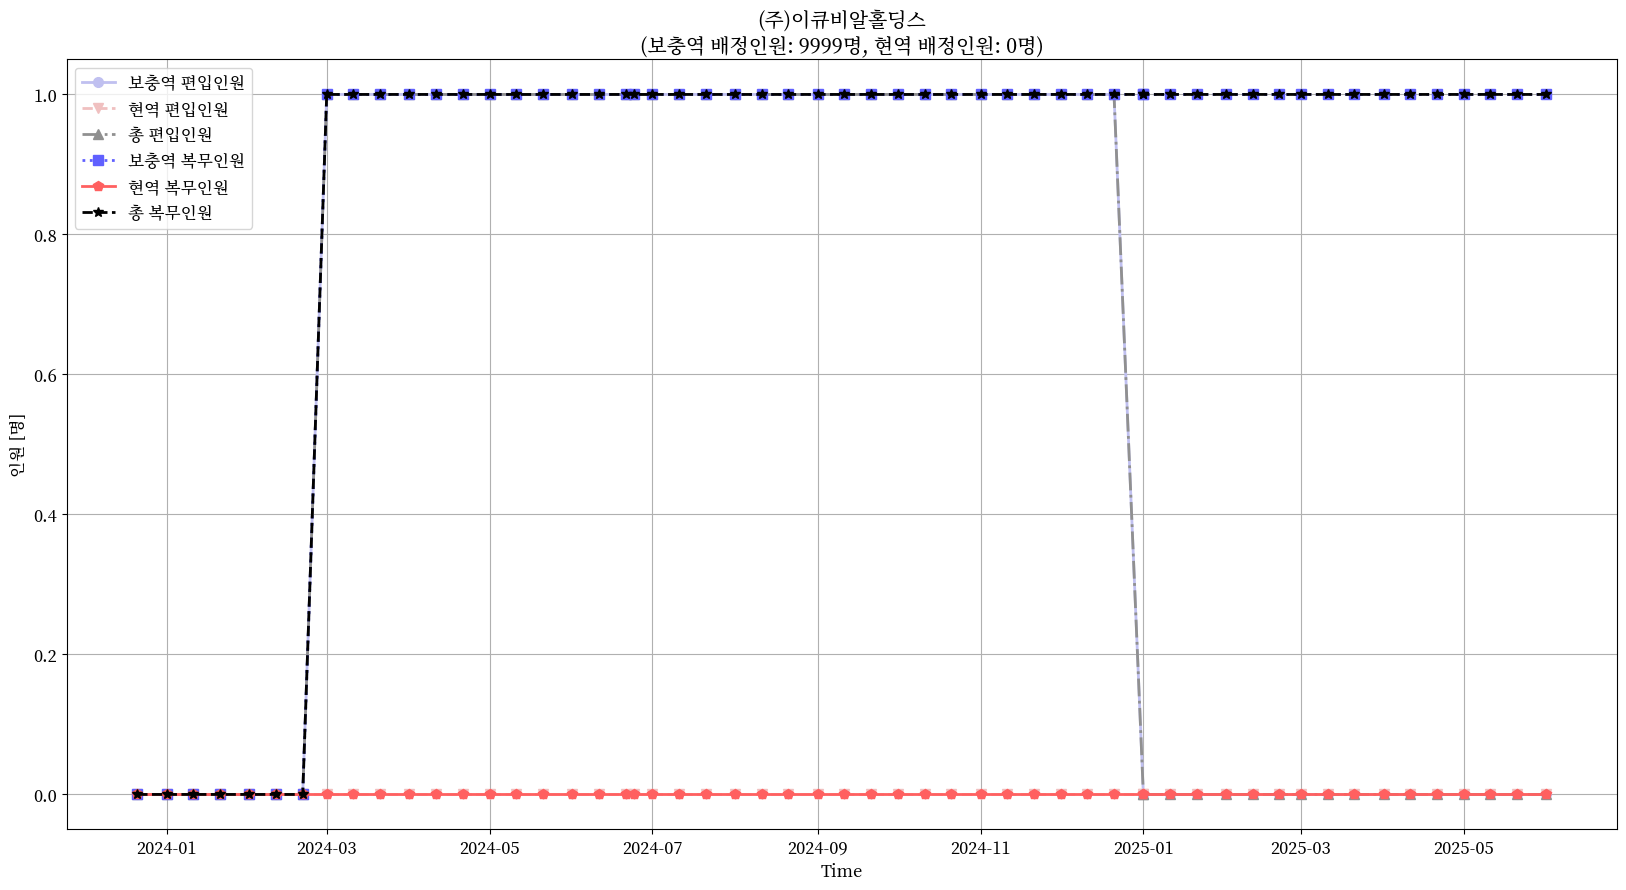 (주)이큐비알홀딩스
(보충역 배정인원: 9999명, 현역 배정인원: 0명)
보충역 편입인원
현역 편입인원
총 편입인원
보충역 복무인원
현역 복무인원
총 복무인원
1.0
0.8
0.6
0.4
0.2
0.0
인원 [명]
2024-01
2024-03
2024-05
2024-07
2024-09
2024-11
2025-01
2025-03
2025-05
Time